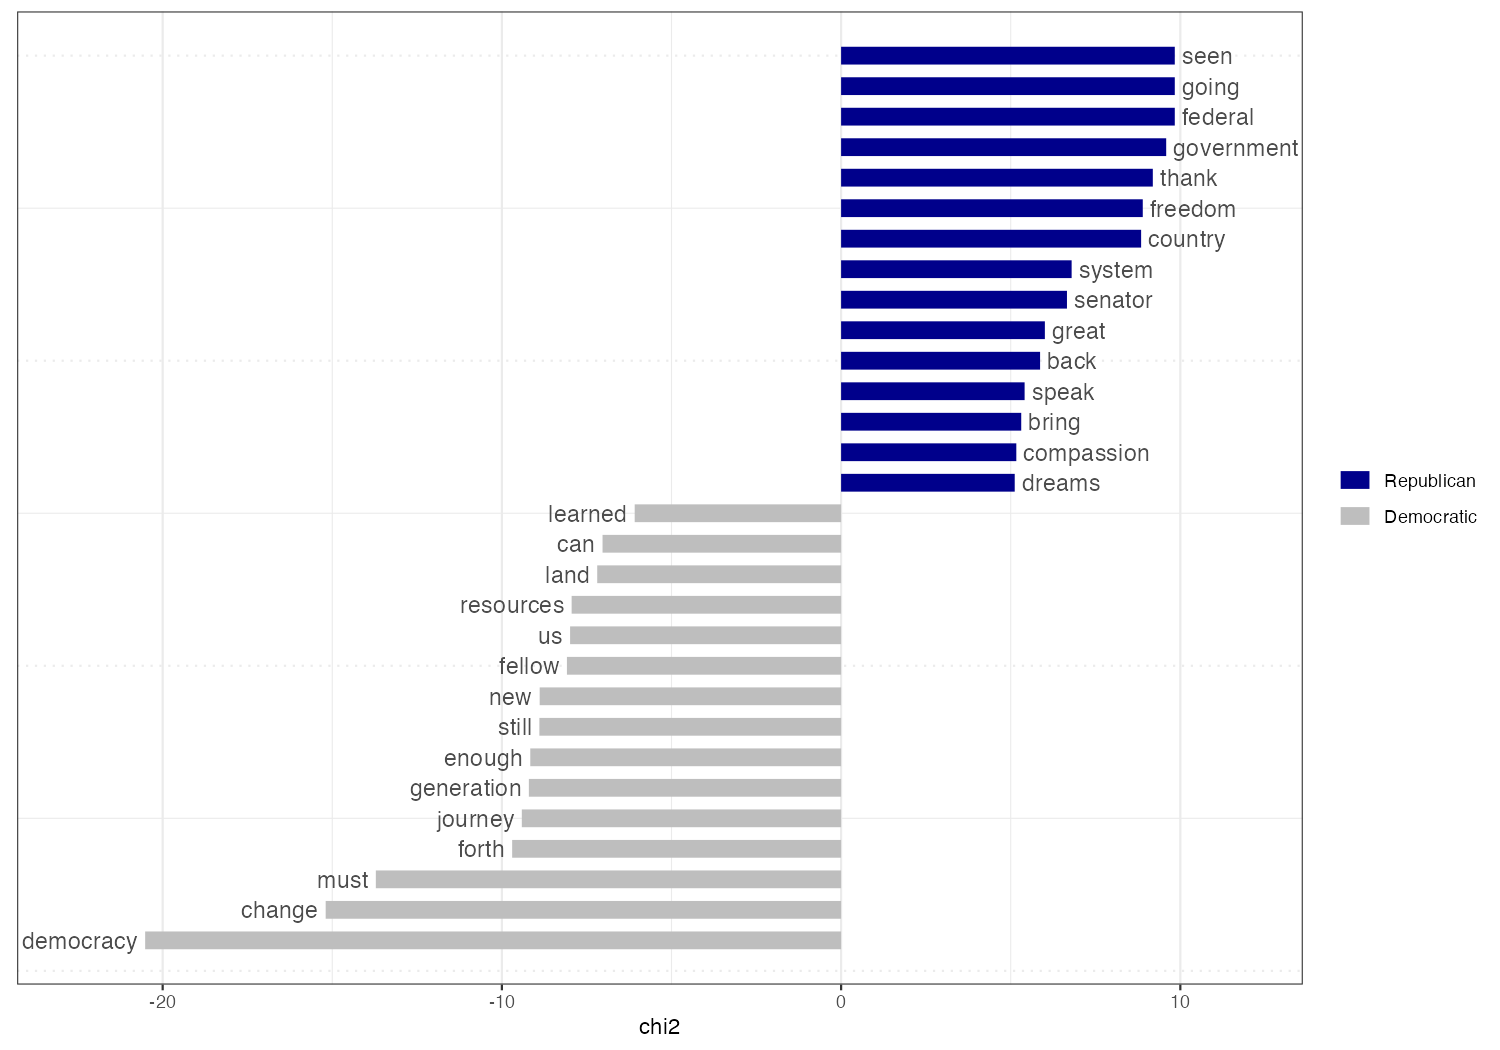 seen
going
federal
government
thank
freedom
country
system
senator
great
back
speak
bring
compassion
dreams
learned
can
land
resources
us
fellow
new
still
enough
generation
journey
forth
must
change
democracy
-20 -10 0 10
chi2
Republican
Democratic